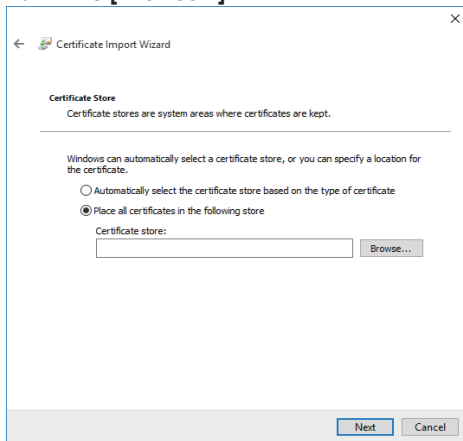 Certificate Import Wizard
Certificate Store
Certificate stores are system areas where certificates are kept.
Windows can automatically select a certificate store, or you can specify a location for
the certificate.
Automatically select the certificate store based on the type of certificate
Place all certificates in the following store
Certificate store:
Browse...
Next Cancel